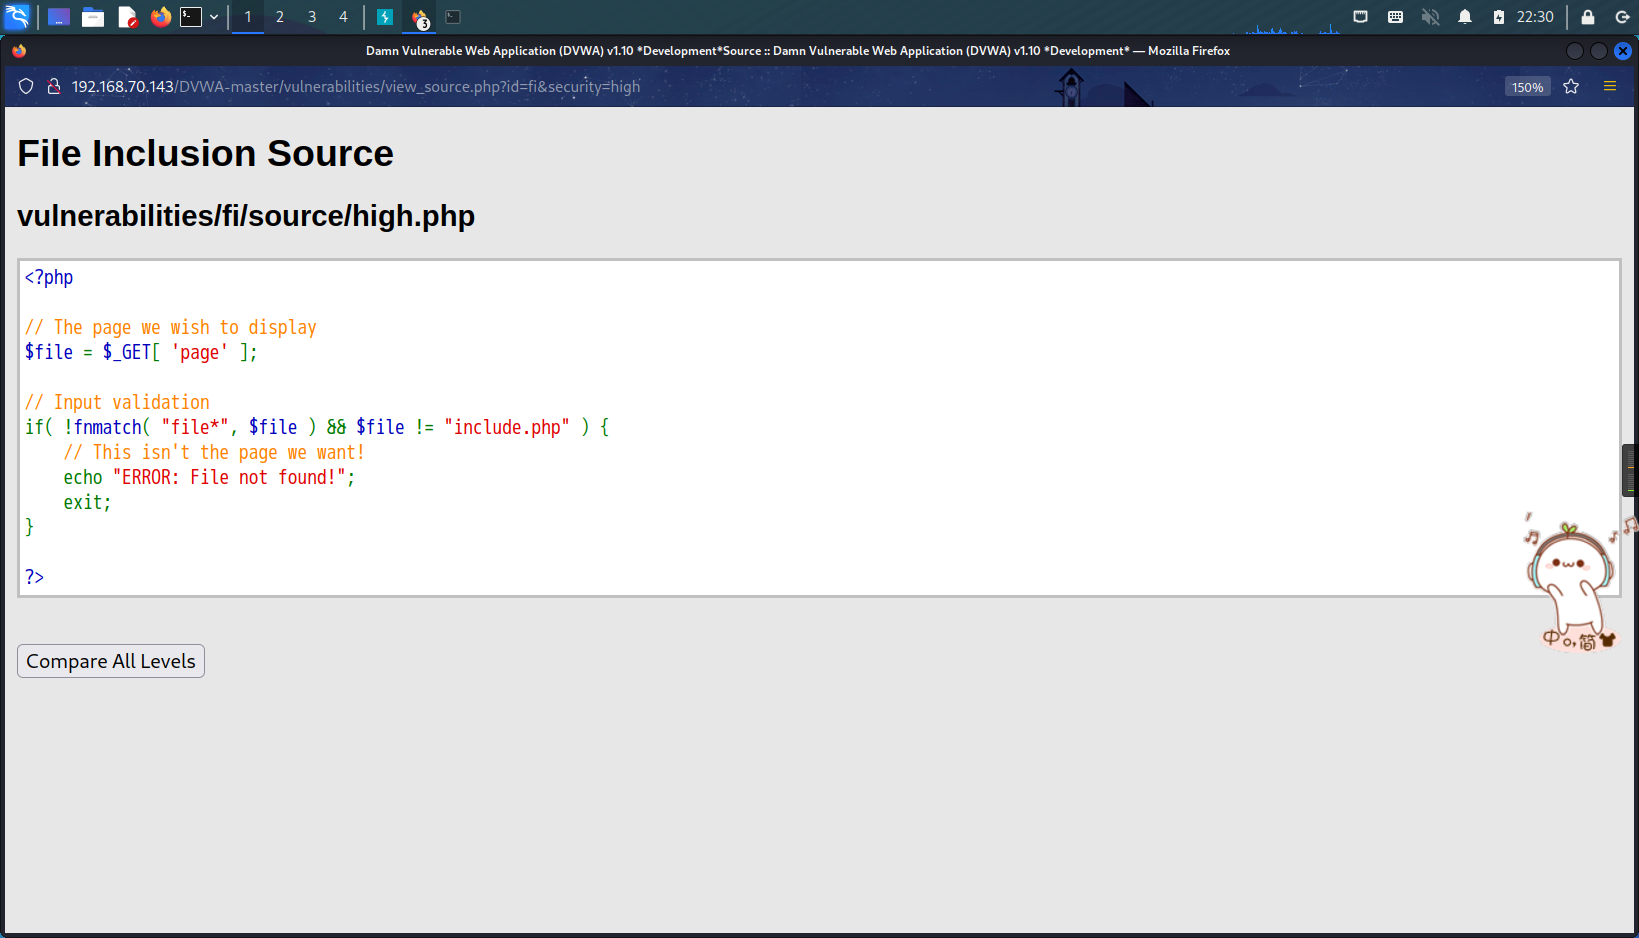 1 2 3 4
3
22:30
Damn Vulnerable Web Application (DVWA) v1.10 *Development*Source :: Damn Vulnerable Web Application (DVWA) v1.10 *Development* — Mozilla Firefox
192.168.70.143/DVWA-master/vulnerabilities/view_source.php?id=fi&security=high
150%
File Inclusion Source
vulnerabilities/fi/source/high.php
<?php
// The page we wish to display
$file = $_GET[ 'page' ];
// Input validation
if( !fnmatch( "file*", $file ) && $file != "include.php" ) {
    // This isn't the page we want!
    echo "ERROR: File not found!";
    exit;
}
?>
中 o, 简
Compare All Levels